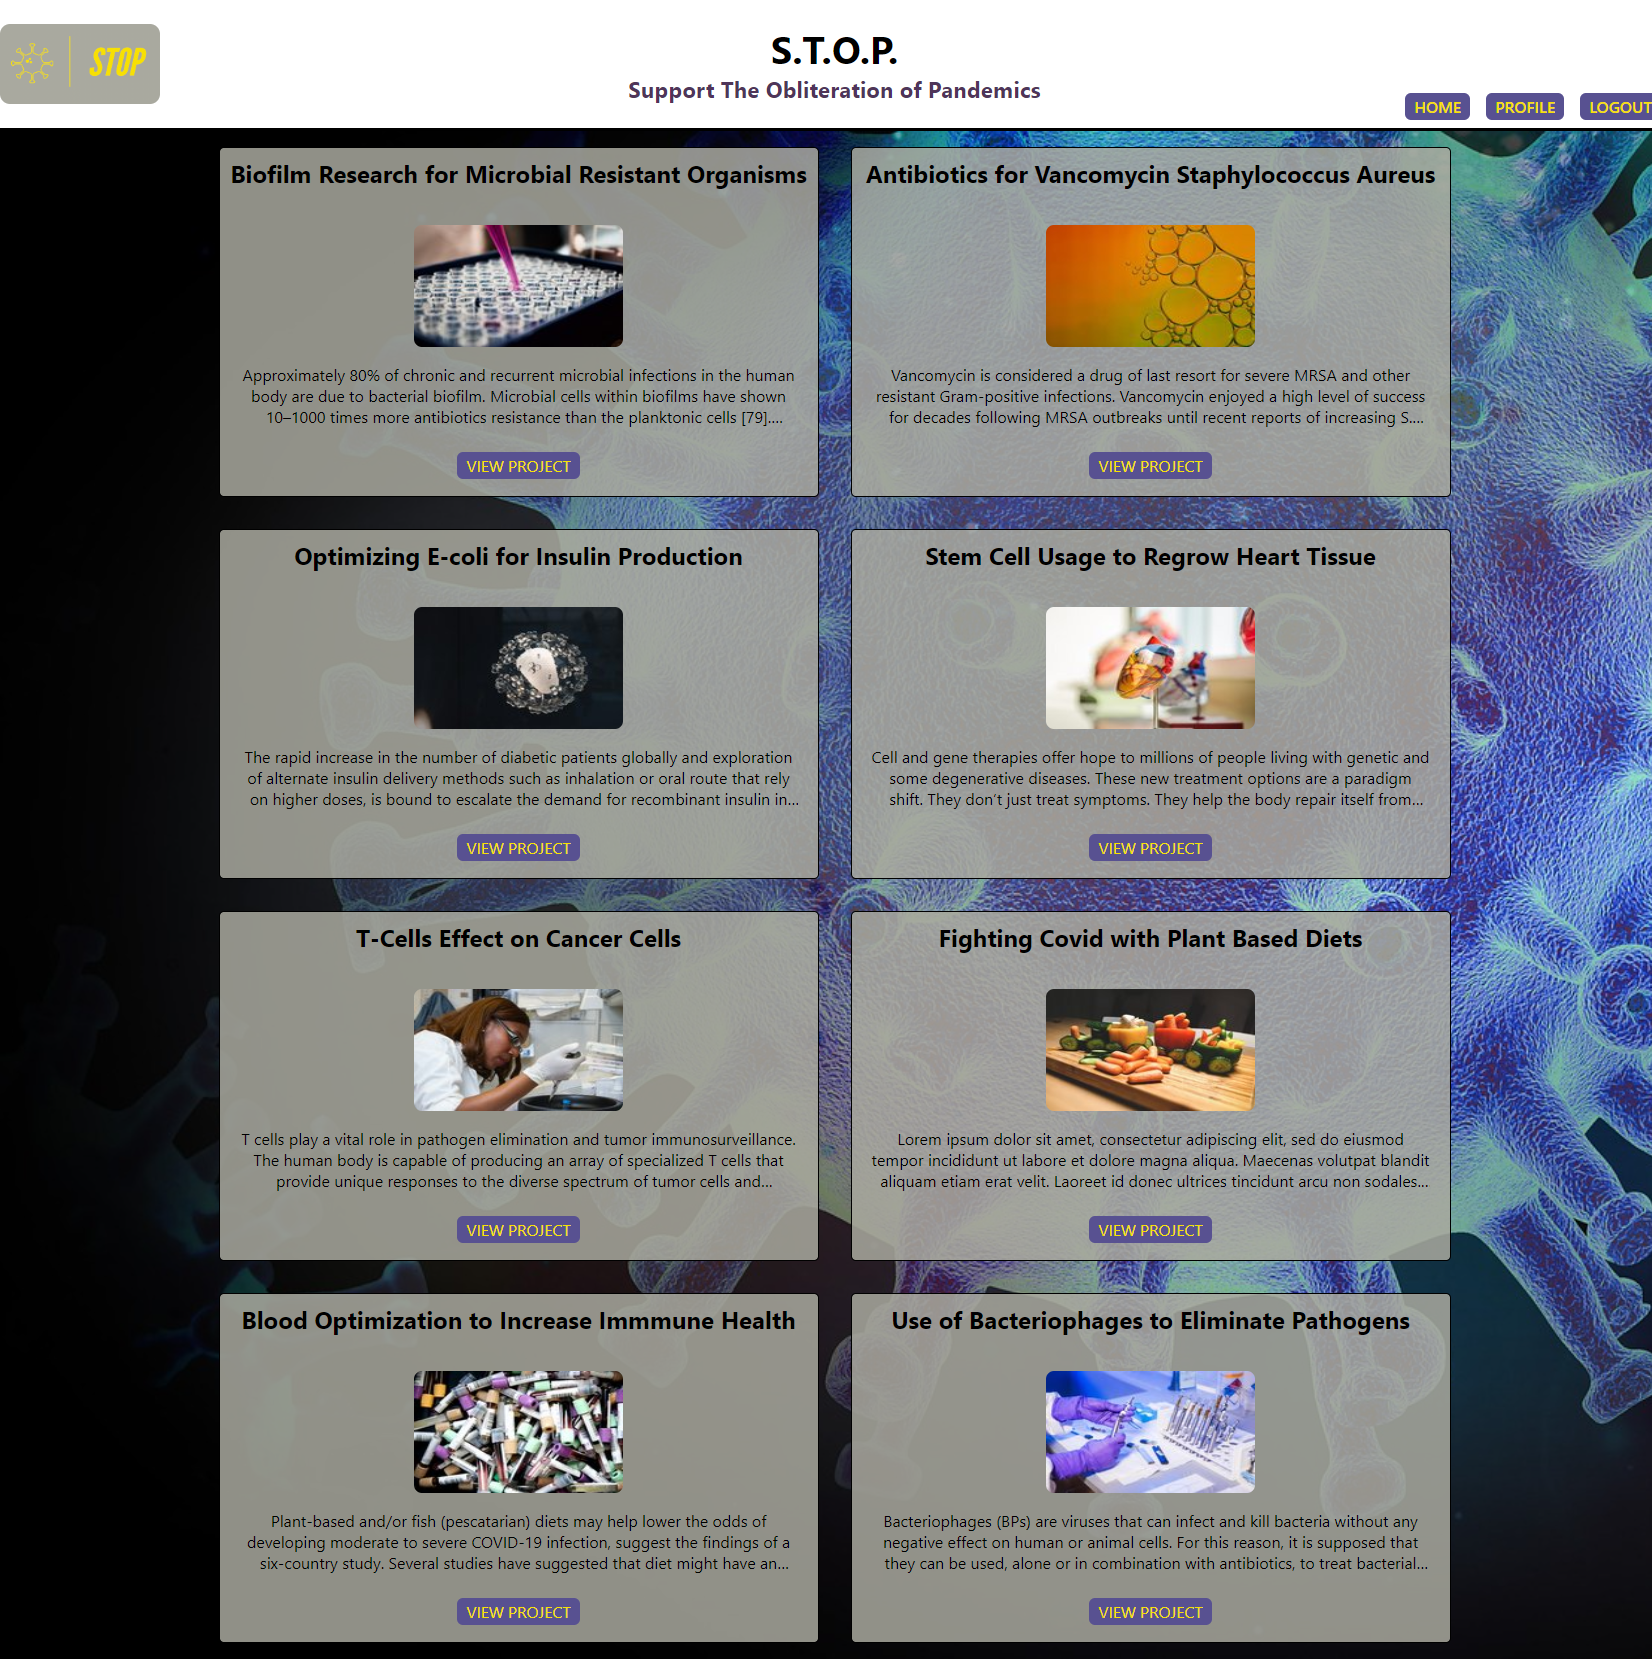 STOP
S.T.O.P.
Support The Obliteration of Pandemics
HOME
PROFILE
LOGOUT
Biofilm Research for Microbial Resistant Organisms
Approximately 80% of chronic and recurrent microbial infections in the human
body are due to bacterial biofilm. Microbial cells within biofilms have shown
10–1000 times more antibiotics resistance than the planktonic cells [79]....
VIEW PROJECT
Antibiotics for Vancomycin Staphylococcus Aureus
Vancomycin is considered a drug of last resort for severe MRSA and other
resistant Gram-positive infections. Vancomycin enjoyed a high level of success
for decades following MRSA outbreaks until recent reports of increasing S....
VIEW PROJECT
Optimizing E-coli for Insulin Production
The rapid increase in the number of diabetic patients globally and exploration
of alternate insulin delivery methods such as inhalation or oral route that rely
on higher doses, is bound to escalate the demand for recombinant insulin in...
VIEW PROJECT
Stem Cell Usage to Regrow Heart Tissue
Cell and gene therapies offer hope to millions of people living with genetic and
some degenerative diseases. These new treatment options are a paradigm
shift. They don't just treat symptoms. They help the body repair itself from...
VIEW PROJECT
T-Cells Effect on Cancer Cells
T cells play a vital role in pathogen elimination and tumor immunosurveillance.
The human body is capable of producing an array of specialized T cells that
provide unique responses to the diverse spectrum of tumor cells and...
VIEW PROJECT
Fighting Covid with Plant Based Diets
Lorem ipsum dolor sit amet, consectetur adipiscing elit, sed do eiusmod
tempor incididunt ut labore et dolore magna aliqua. Maecenas volutpat blandit
aliquam etiam erat velit. Laoreet id donec ultrices tincidunt arcu non sodales...
VIEW PROJECT
Blood Optimization to Increase Immmune Health
Plant-based and/or fish (pescatarian) diets may help lower the odds of
developing moderate to severe COVID-19 infection, suggest the findings of a
six-country study. Several studies have suggested that diet might have an...
VIEW PROJECT
Use of Bacteriophages to Eliminate Pathogens
Bacteriophages (BPs) are viruses that can infect and kill bacteria without any
negative effect on human or animal cells. For this reason, it is supposed that
they can be used, alone or in combination with antibiotics, to treat bacterial...
VIEW PROJECT